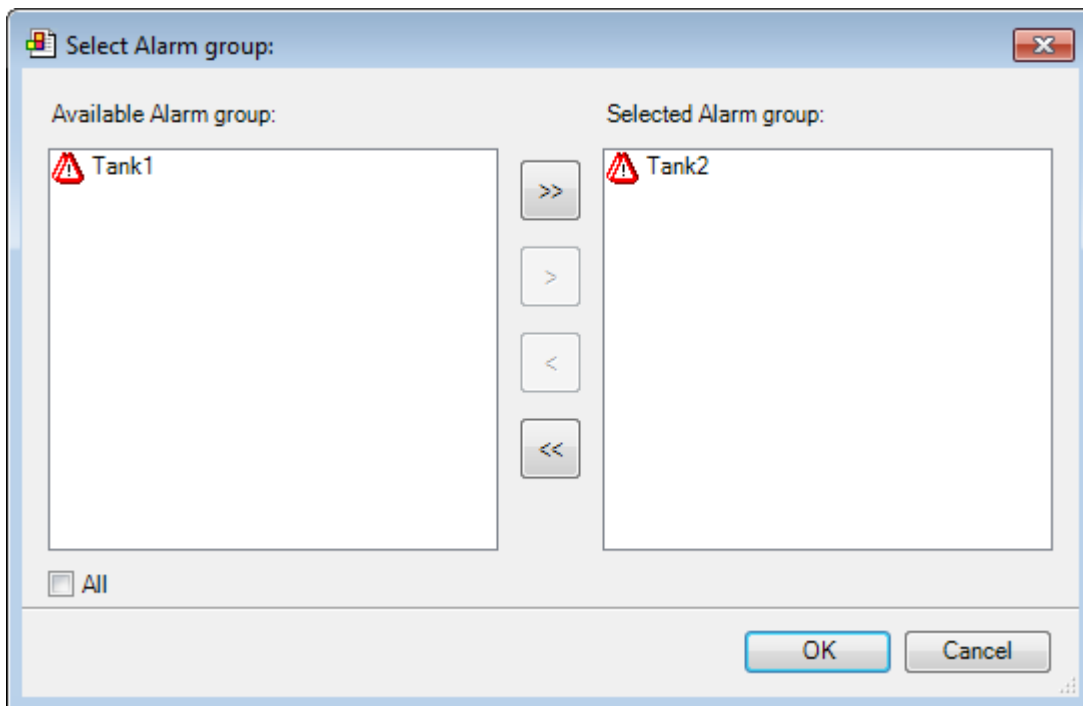 Select Alarm group:
Available Alarm group:
Selected Alarm group:
Tank1
Tank2
>>
>
<
<<
All
OK
Cancel